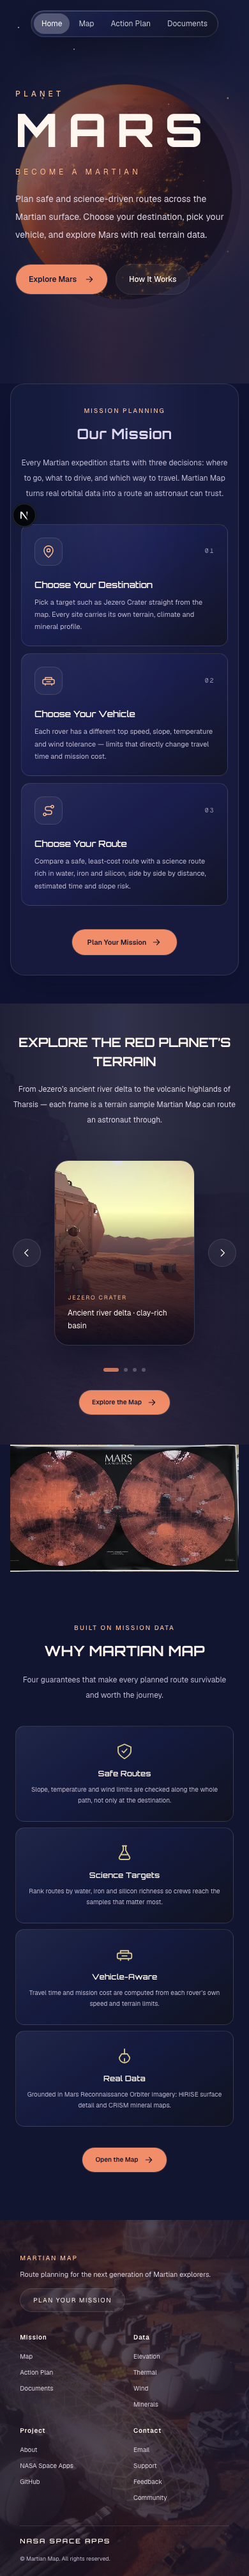 Home Map Action Plan Documents
PLANET
MARS
BECOME A MARTIAN
Plan safe and science-driven routes across the
Martian surface. Choose your destination, pick your
vehicle, and explore Mars with real terrain data.
Explore Mars →
How It Works
MISSION PLANNING
Our Mission
Every Martian expedition starts with three decisions: where
to go, what to drive, and which way to travel. Martian Map
turns real orbital data into a route an astronaut can trust.
N
01
Choose Your Destination
Pick a target such as Jezero Crater straight from the
map. Every site carries its own terrain, climate and
mineral profile.
02
Choose Your Vehicle
Each rover has a different top speed, slope, temperature
and wind tolerance — limits that directly change travel
time and mission cost.
03
Choose Your Route
Compare a safe, least-cost route with a science route
rich in water, iron and silicon, side by side by distance,
estimated time and slope risk.
Plan Your Mission →
EXPLORE THE RED PLANET'S
TERRAIN
From Jezero's ancient river delta to the volcanic highlands of
Tharsis — each frame is a terrain sample Martian Map can route
an astronaut through.
JEZERO CRATER
Ancient river delta · clay-rich
basin
Explore the Map →
MARS
BUILT ON MISSION DATA
WHY MARTIAN MAP
Four guarantees that make every planned route survivable
and worth the journey.
Safe Routes
Slope, temperature and wind limits are checked along the whole
path, not only at the destination.
Science Targets
Rank routes by water, iron and silicon richness so crews reach the
samples that matter most.
Vehicle-Aware
Travel time and mission cost are computed from each rover's own
speed and terrain limits.
Real Data
Grounded in Mars Reconnaissance Orbiter imagery: HiRISE surface
detail and CRISM mineral maps.
Open the Map →
MARTIAN MAP
Route planning for the next generation of Martian explorers.
PLAN YOUR MISSION
Mission
Map
Action Plan
Documents
Data
Elevation
Thermal
Wind
Minerals
Project
About
NASA Space Apps
GitHub
Contact
Email
Support
Feedback
Community
NASA SPACE APPS
© Martian Map. All rights reserved.